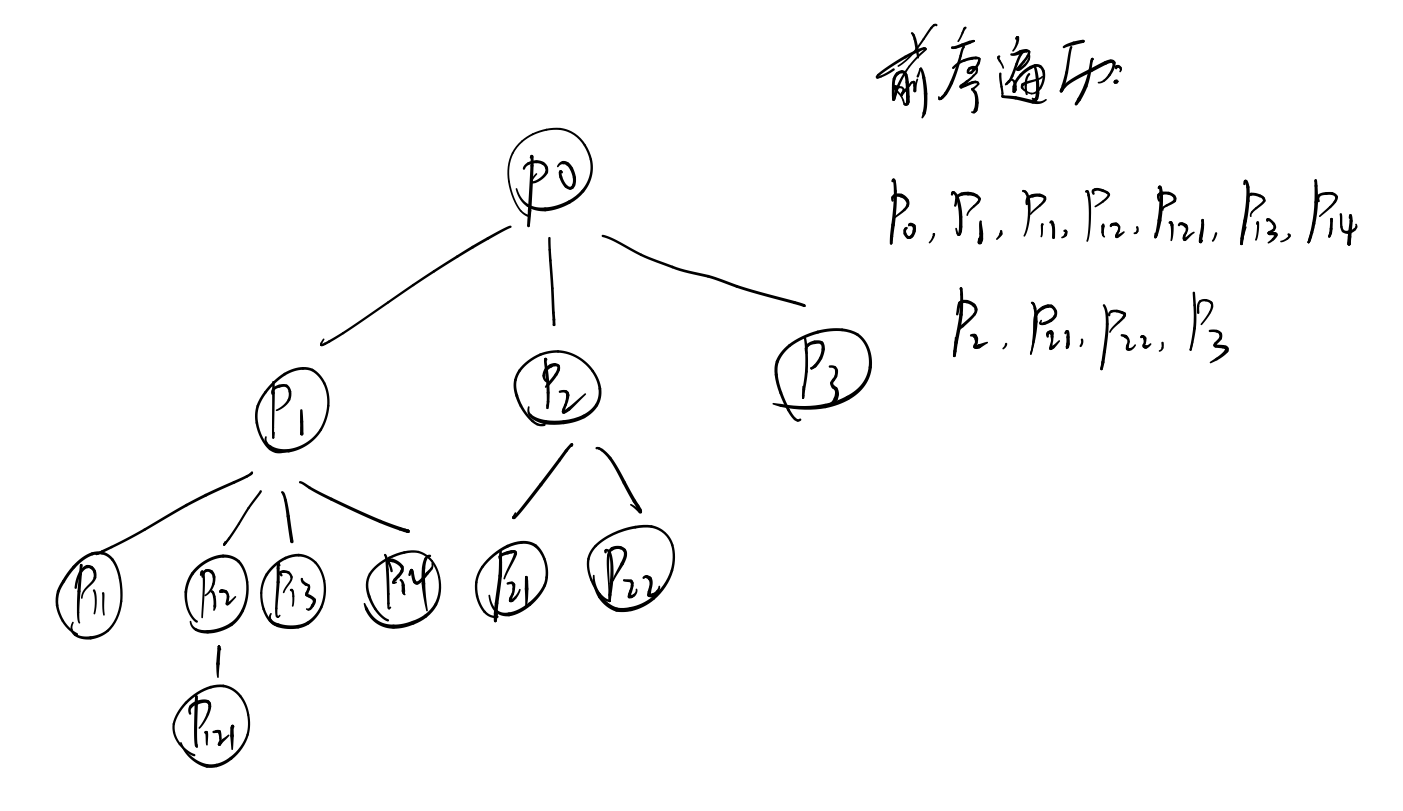 前序遍历:
P0
P0, P1, P11, P12, P121, P13, P14
P2, P21, P22, P3
P1
P2
P3
P11
P12
P13
P14
P21
P22
P121